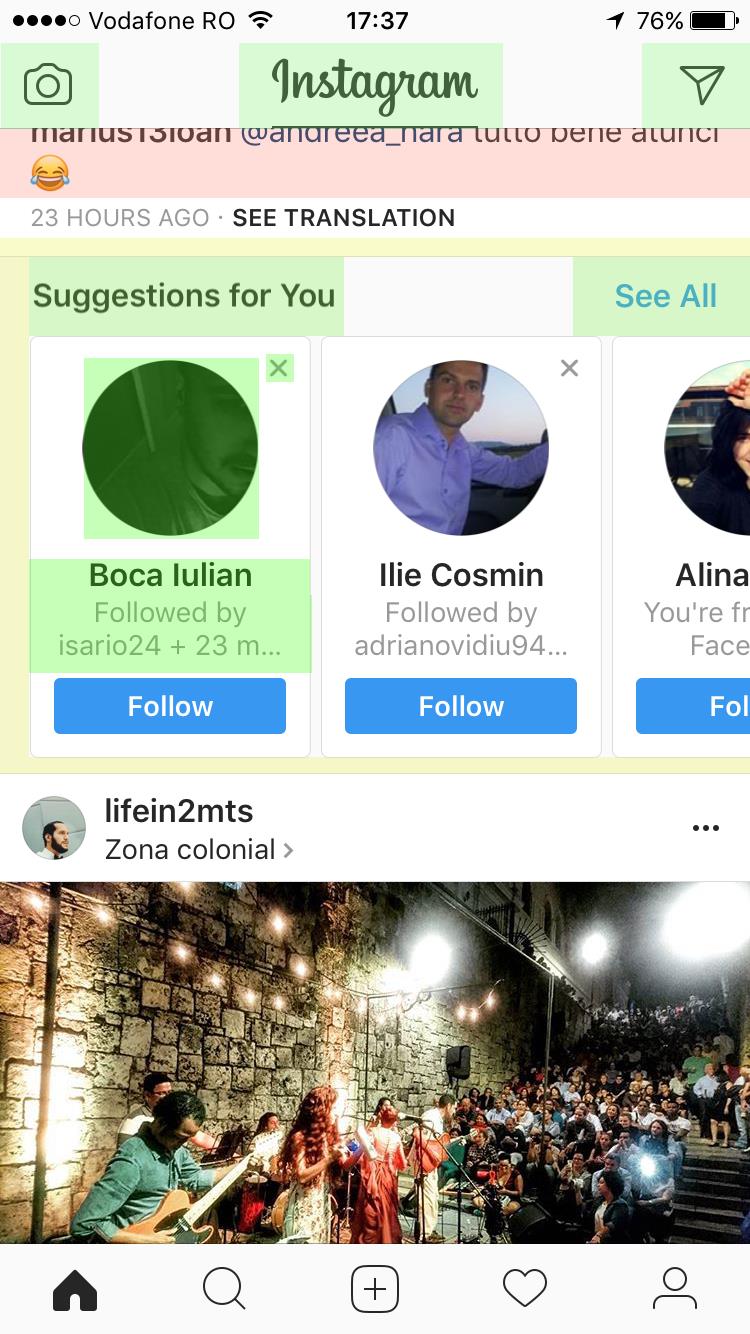 Vodafone RO 17:37 76%
Instagram
marius13ioan @andreea_nara tutto bene atunci
😂
23 HOURS AGO · SEE TRANSLATION
Suggestions for You See All
Boca Iulian
Followed by
isario24 + 23 m...
Follow
Ilie Cosmin
Followed by
adrianovidiu94...
Follow
Alina
You're fr
Face
Fol
lifein2mts
Zona colonial >